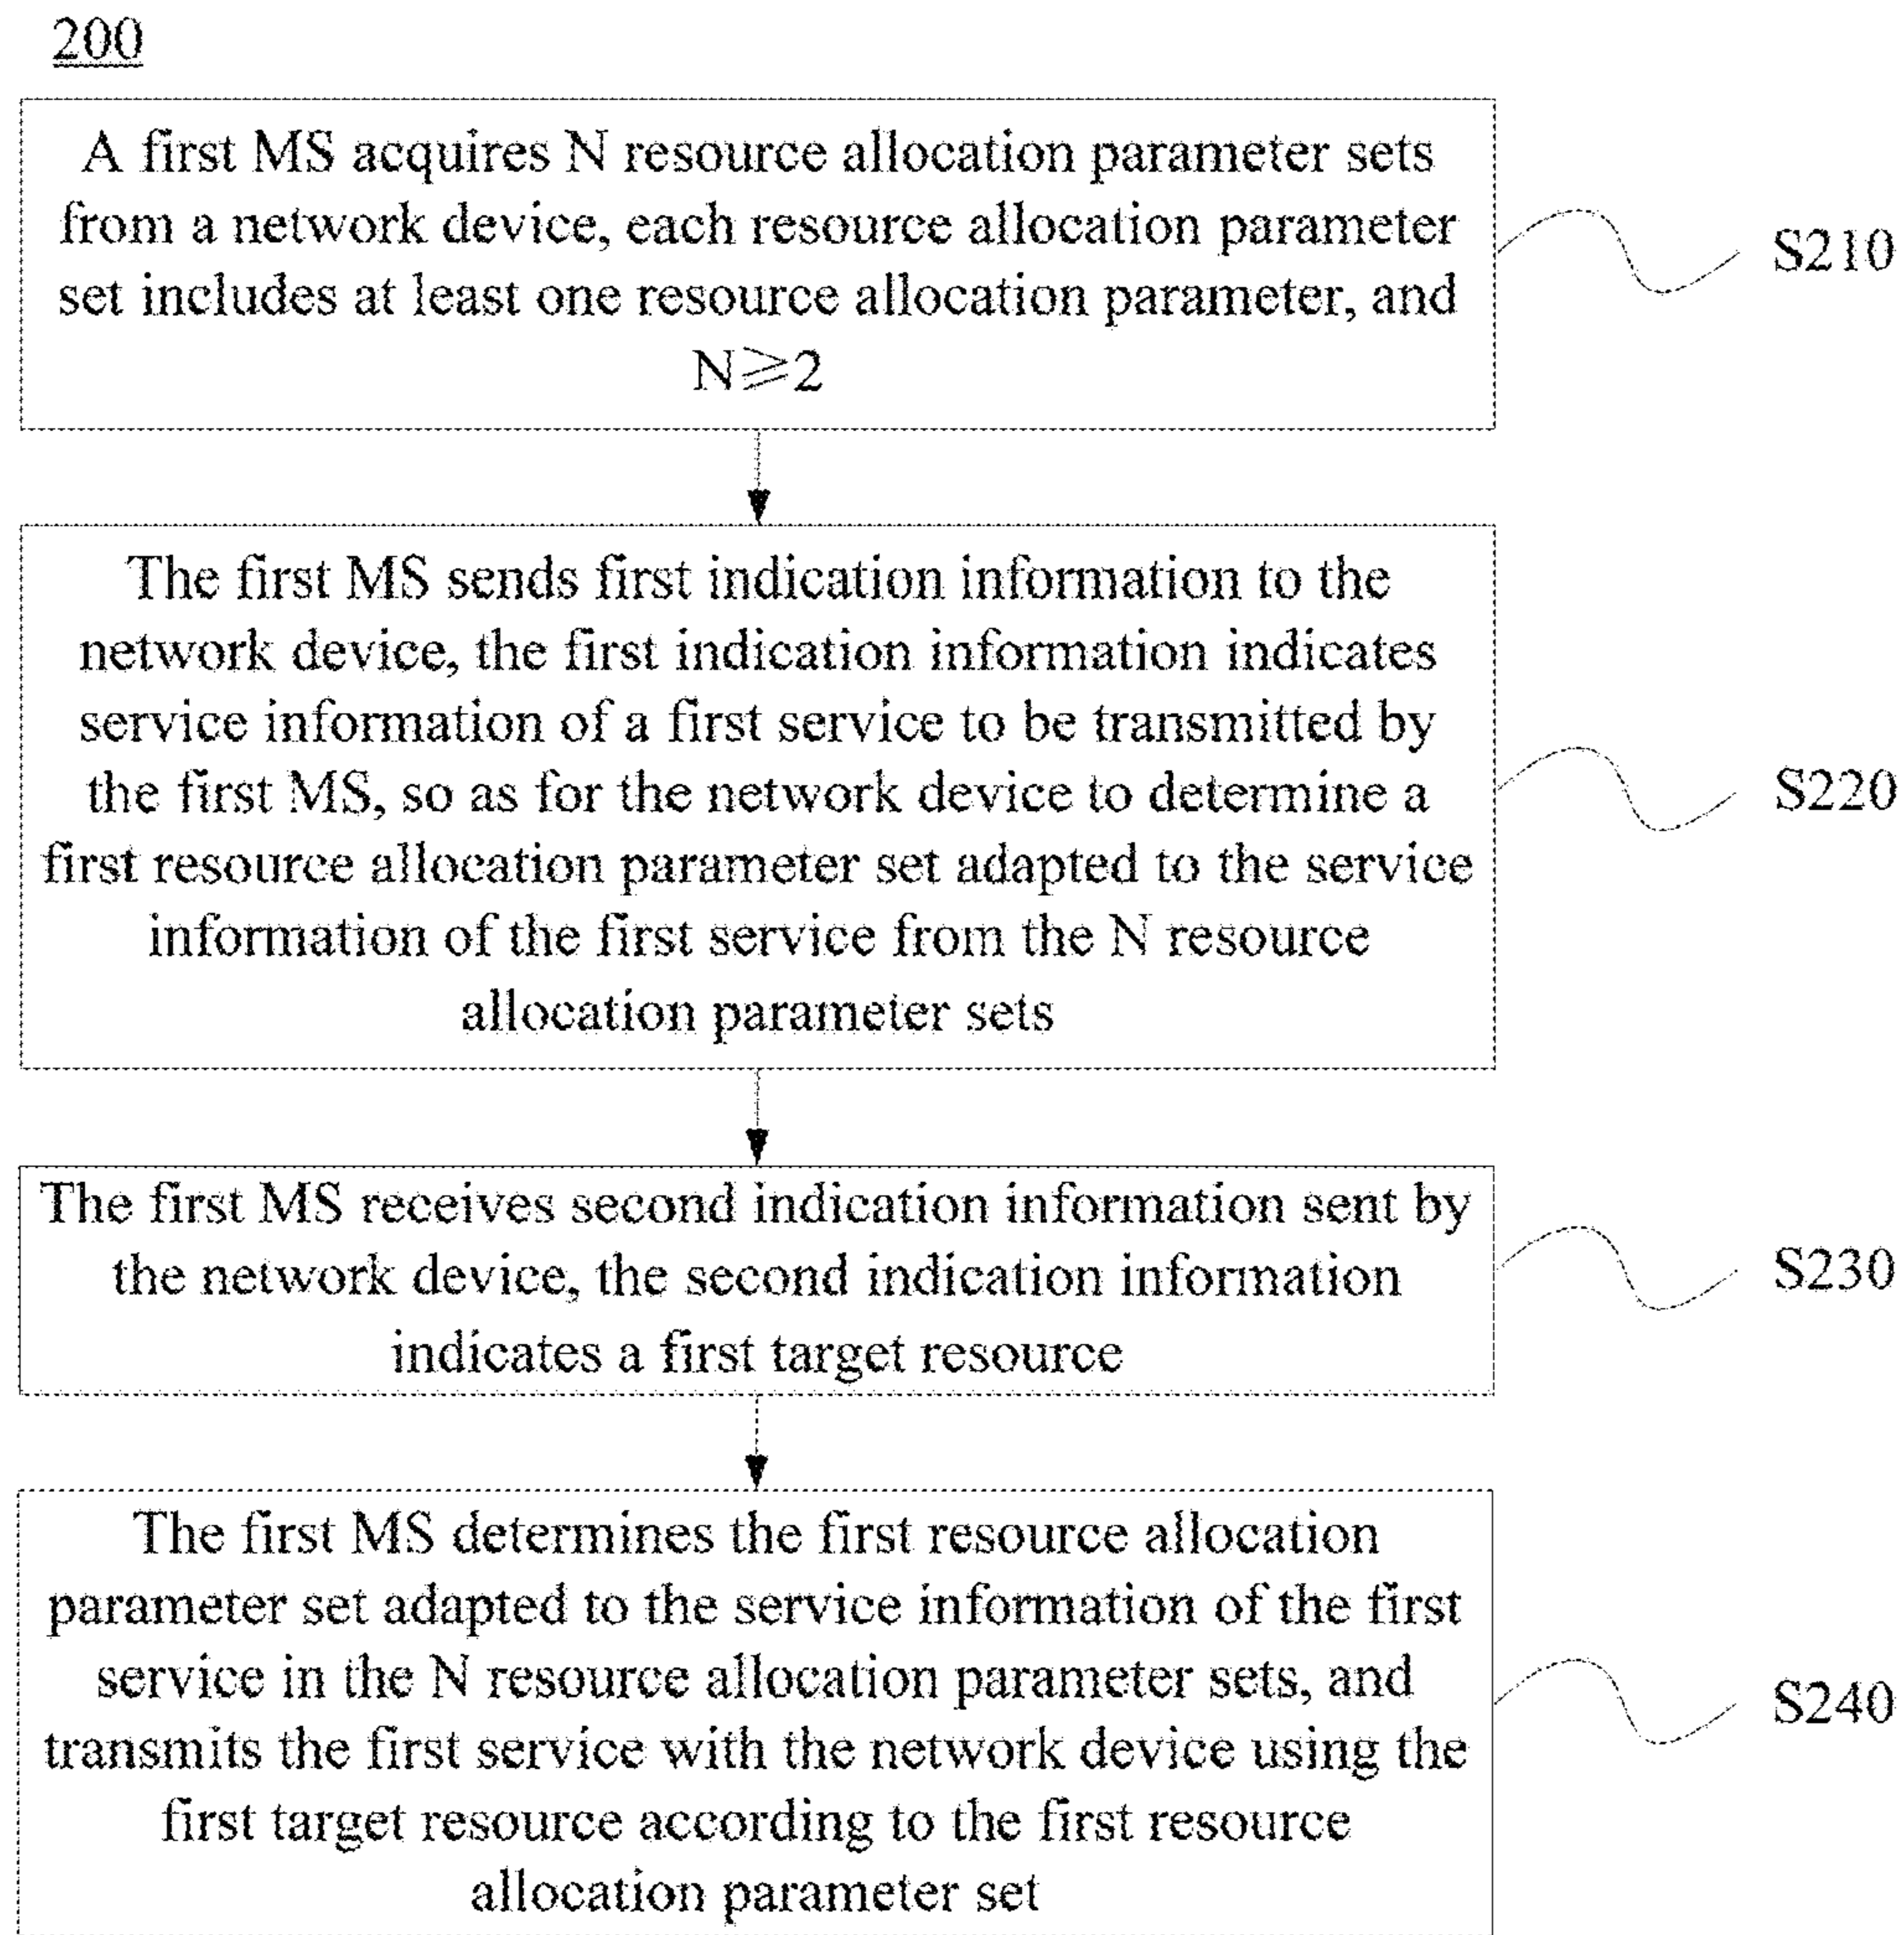 200
A first MS acquires N resource allocation parameter sets
from a network device, each resource allocation parameter
set includes at least one resource allocation parameter, and
N⩾2
S210
The first MS sends first indication information to the
network device, the first indication information indicates
service information of a first service to be transmitted by
the first MS, so as for the network device to determine a
first resource allocation parameter set adapted to the service
information of the first service from the N resource
allocation parameter sets
S220
The first MS receives second indication information sent by
the network device, the second indication information
indicates a first target resource
S230
The first MS determines the first resource allocation
parameter set adapted to the service information of the first
service in the N resource allocation parameter sets, and
transmits the first service with the network device using the
first target resource according to the first resource
allocation parameter set
S240